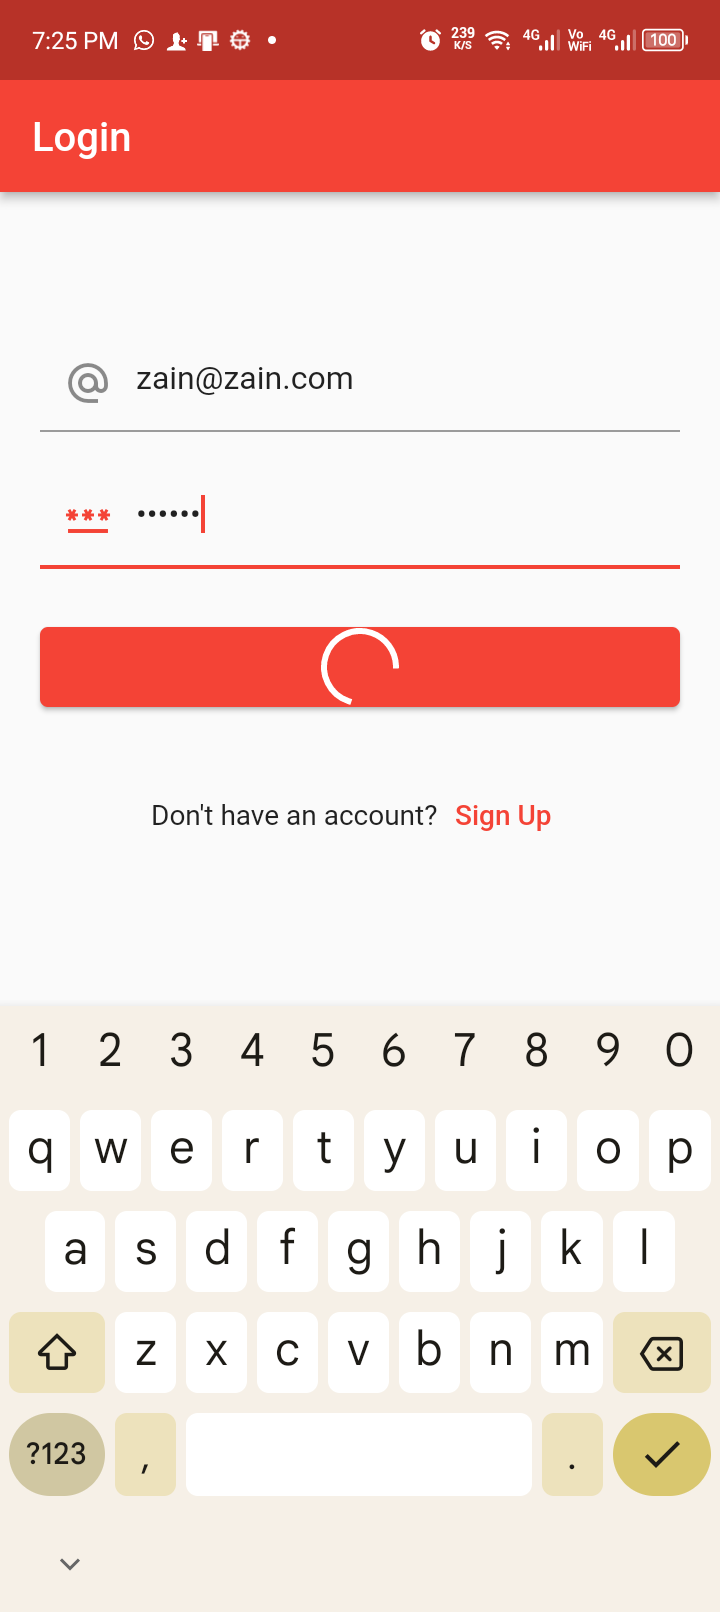 7:25 PM 239 K/S 4G Vo WiFi 4G 100
Login
zain@zain.com
***  ••••••
Don't have an account? Sign Up
1 2 3 4 5 6 7 8 9 0
q w e r t y u i o p
a s d f g h j k l
z x c v b n m
?123 , .